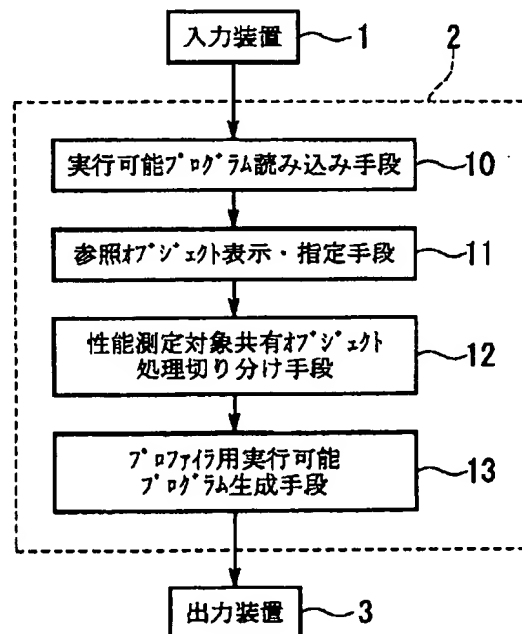 入力装置 1
2
実行可能ﾌﾟﾛｸﾞﾗﾑ読み込み手段 10
参照ｵﾌﾞｼﾞｪｸﾄ表示・指定手段 11
性能測定対象共有ｵﾌﾞｼﾞｪｸﾄ
処理切り分け手段 12
ﾌﾟﾛﾌｧｲﾗ用実行可能
ﾌﾟﾛｸﾞﾗﾑ生成手段 13
出力装置 3